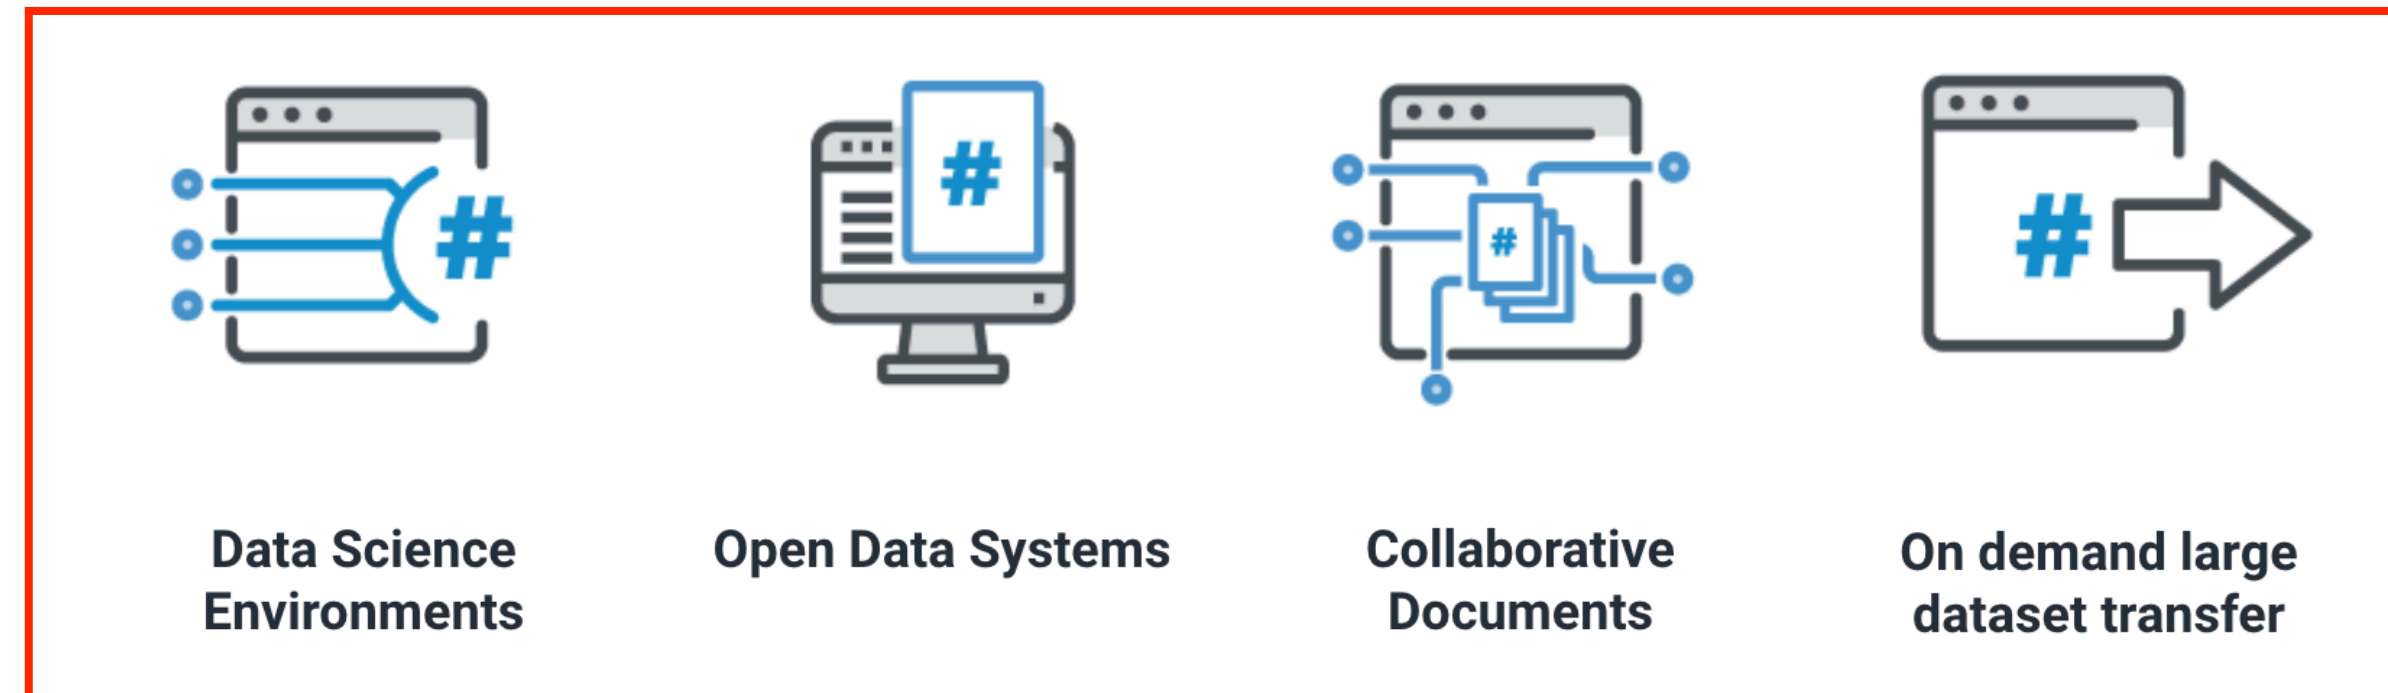 #
#
#
#
Data Science
Environments
Open Data Systems
Collaborative
Documents
On demand large
dataset transfer